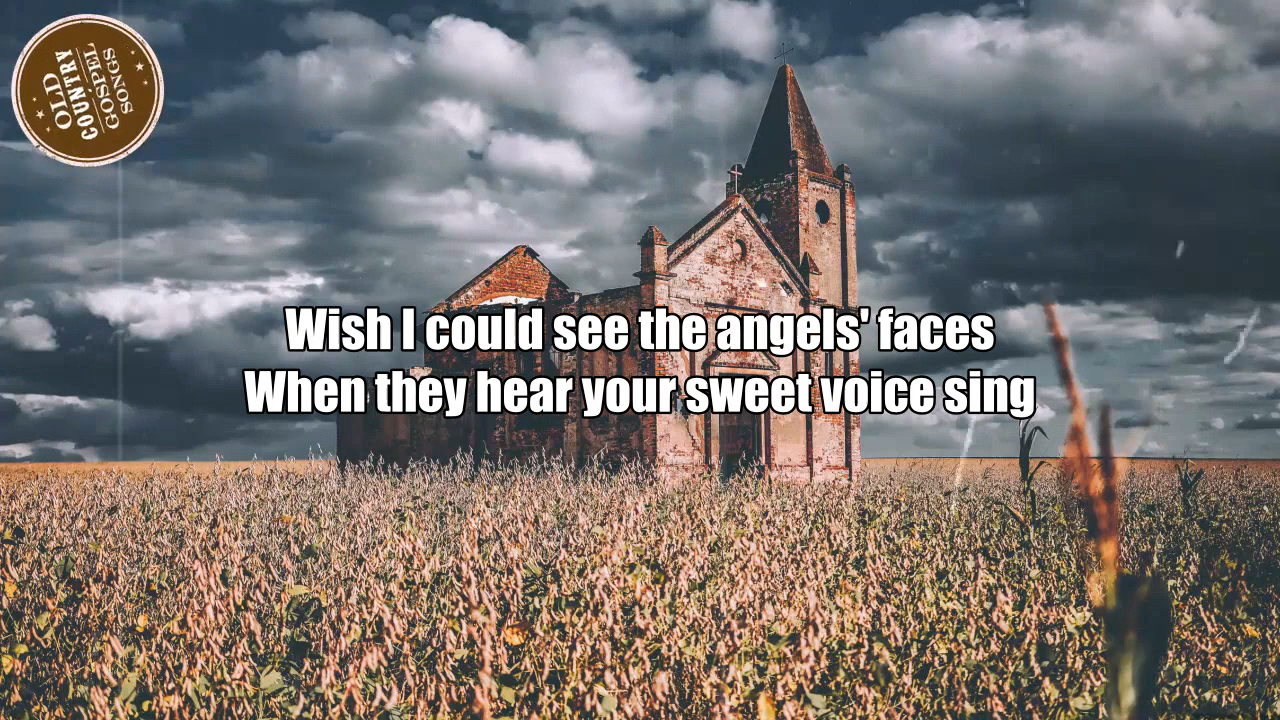 OLD
COUNTRY
GOSPEL
SONGS
Wish I could see the angels' faces
When they hear your sweet voice sing